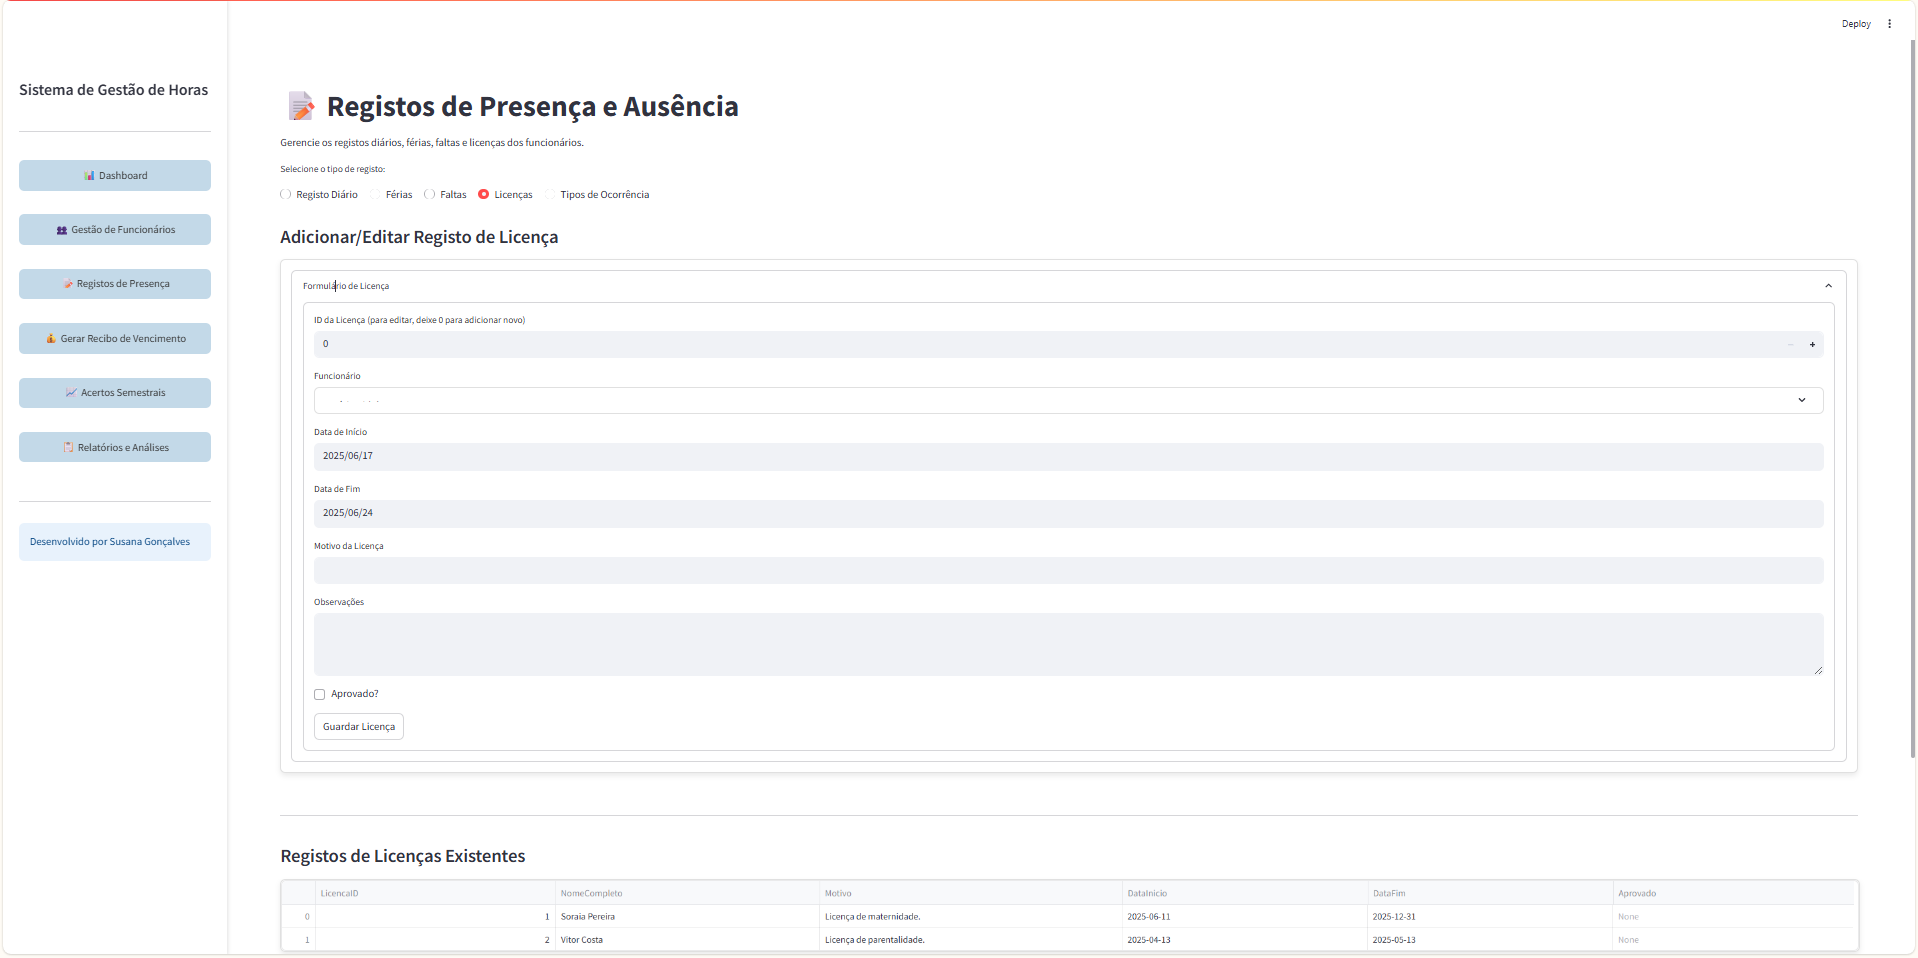 Deploy
Sistema de Gestão de Horas
Dashboard
Gestão de Funcionários
Registos de Presença
Gerar Recibo de Vencimento
Acertos Semestrais
Relatórios e Análises
Desenvolvido por Susana Gonçalves
Registos de Presença e Ausência
Gerencie os registos diários, férias, faltas e licenças dos funcionários.
Selecione o tipo de registo:
Registo Diário Férias Faltas Licenças Tipos de Ocorrência
Adicionar/Editar Registo de Licença
Formulário de Licença
ID da Licença (para editar, deixe 0 para adicionar novo)
0
Funcionário
Data de Início
2025/06/17
Data de Fim
2025/06/24
Motivo da Licença
Observações
Aprovado?
Guardar Licença
Registos de Licenças Existentes
LicencaID NomeCompleto Motivo DataInicio DataFim Aprovado
0 1 Soraia Pereira Licença de maternidade. 2025-06-11 2025-12-31 None
1 2 Vitor Costa Licença de parentalidade. 2025-04-13 2025-05-13 None